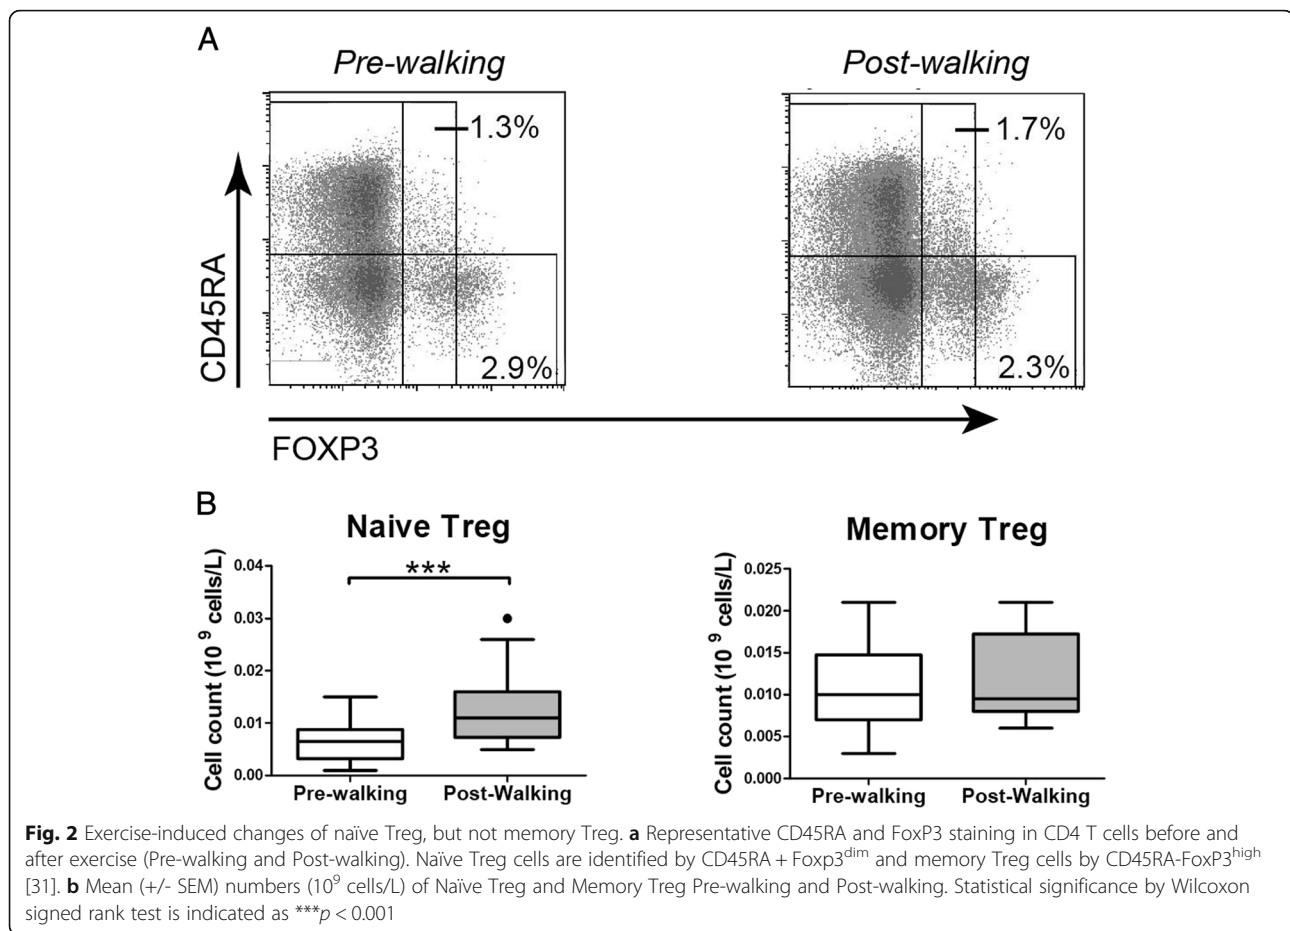 A
Pre-walking
Post-walking
1.3%
1.7%
CD45RA
2.9%
2.3%
FOXP3
B
Naive Treg
Memory Treg
Cell count (10 9 cells/L)
0.04
0.03
0.02
0.01
0.00
***
Pre-walking
Post-Walking
Cell count (10 9 cells/L)
0.025
0.020
0.015
0.010
0.005
0.000
Pre-walking
Post-Walking
Fig. 2 Exercise-induced changes of naïve Treg, but not memory Treg. a Representative CD45RA and FoxP3 staining in CD4 T cells before and
after exercise (Pre-walking and Post-walking). Naïve Treg cells are identified by CD45RA + Foxp3dim and memory Treg cells by CD45RA-FoxP3high
[31]. b Mean (+/- SEM) numbers (10⁹ cells/L) of Naïve Treg and Memory Treg Pre-walking and Post-walking. Statistical significance by Wilcoxon
signed rank test is indicated as ***p < 0.001